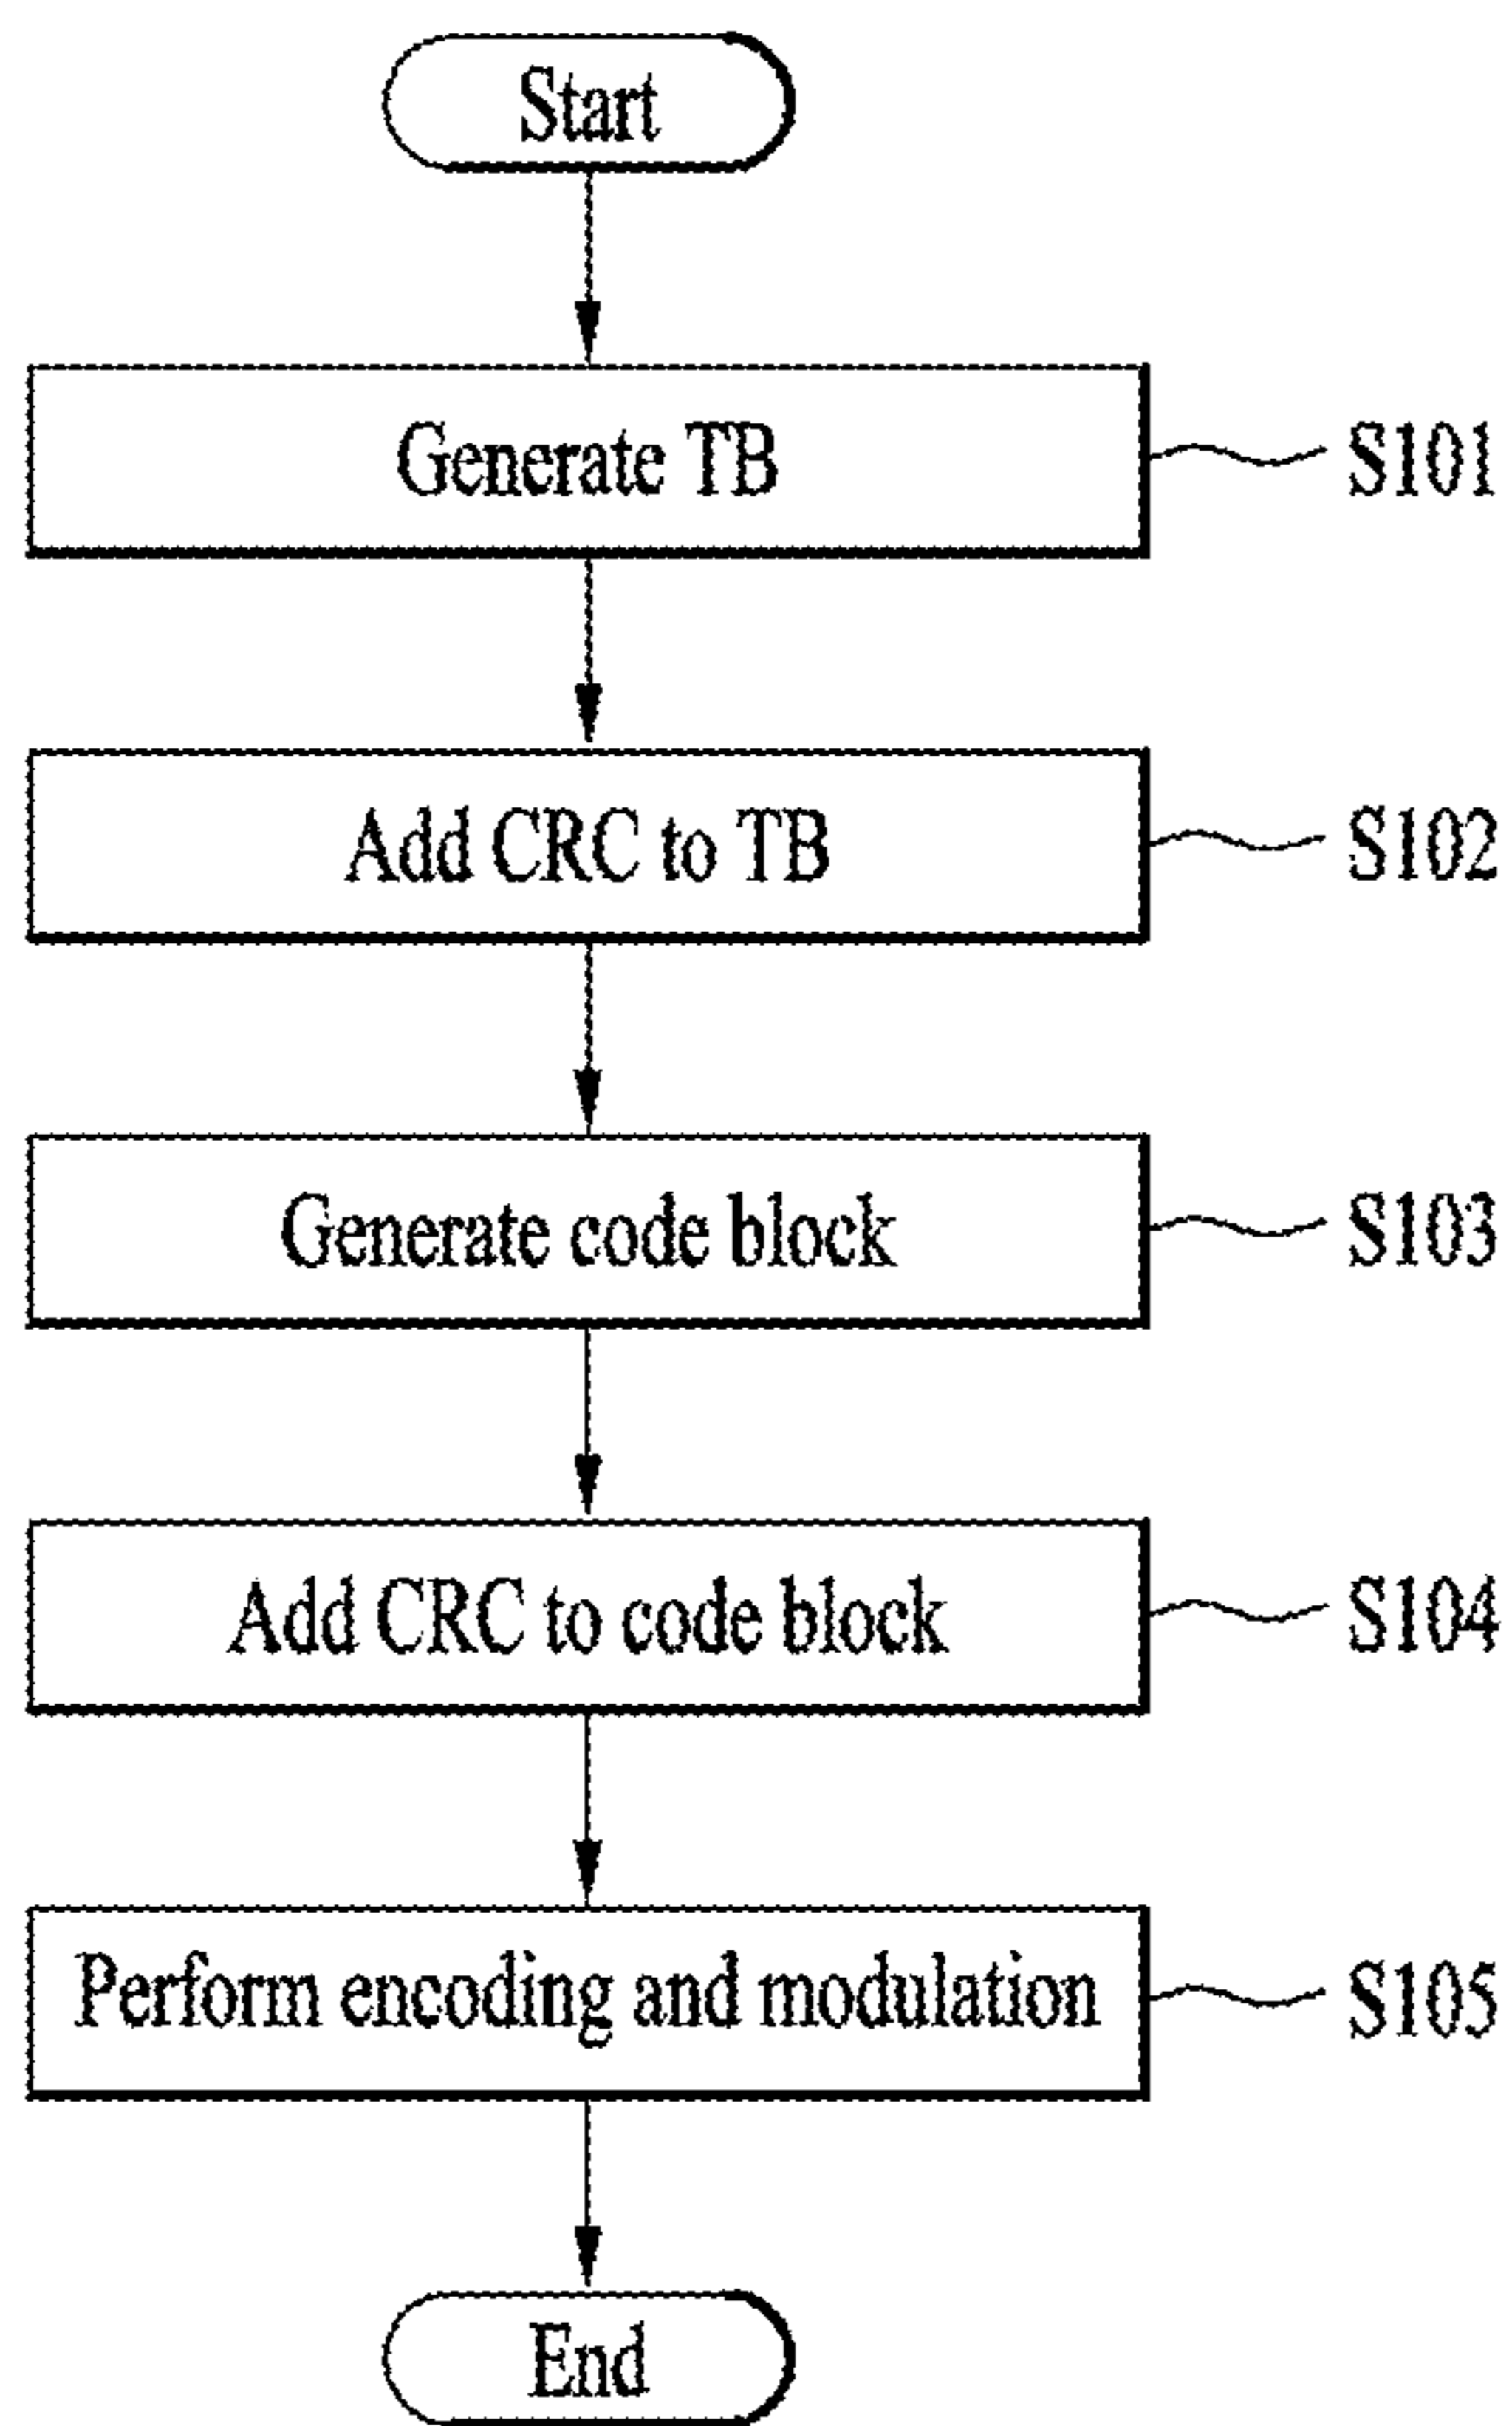 Start
Generate TB
S101
Add CRC to TB
S102
Generate code block
S103
Add CRC to code block
S104
Perform encoding and modulation
S105
End